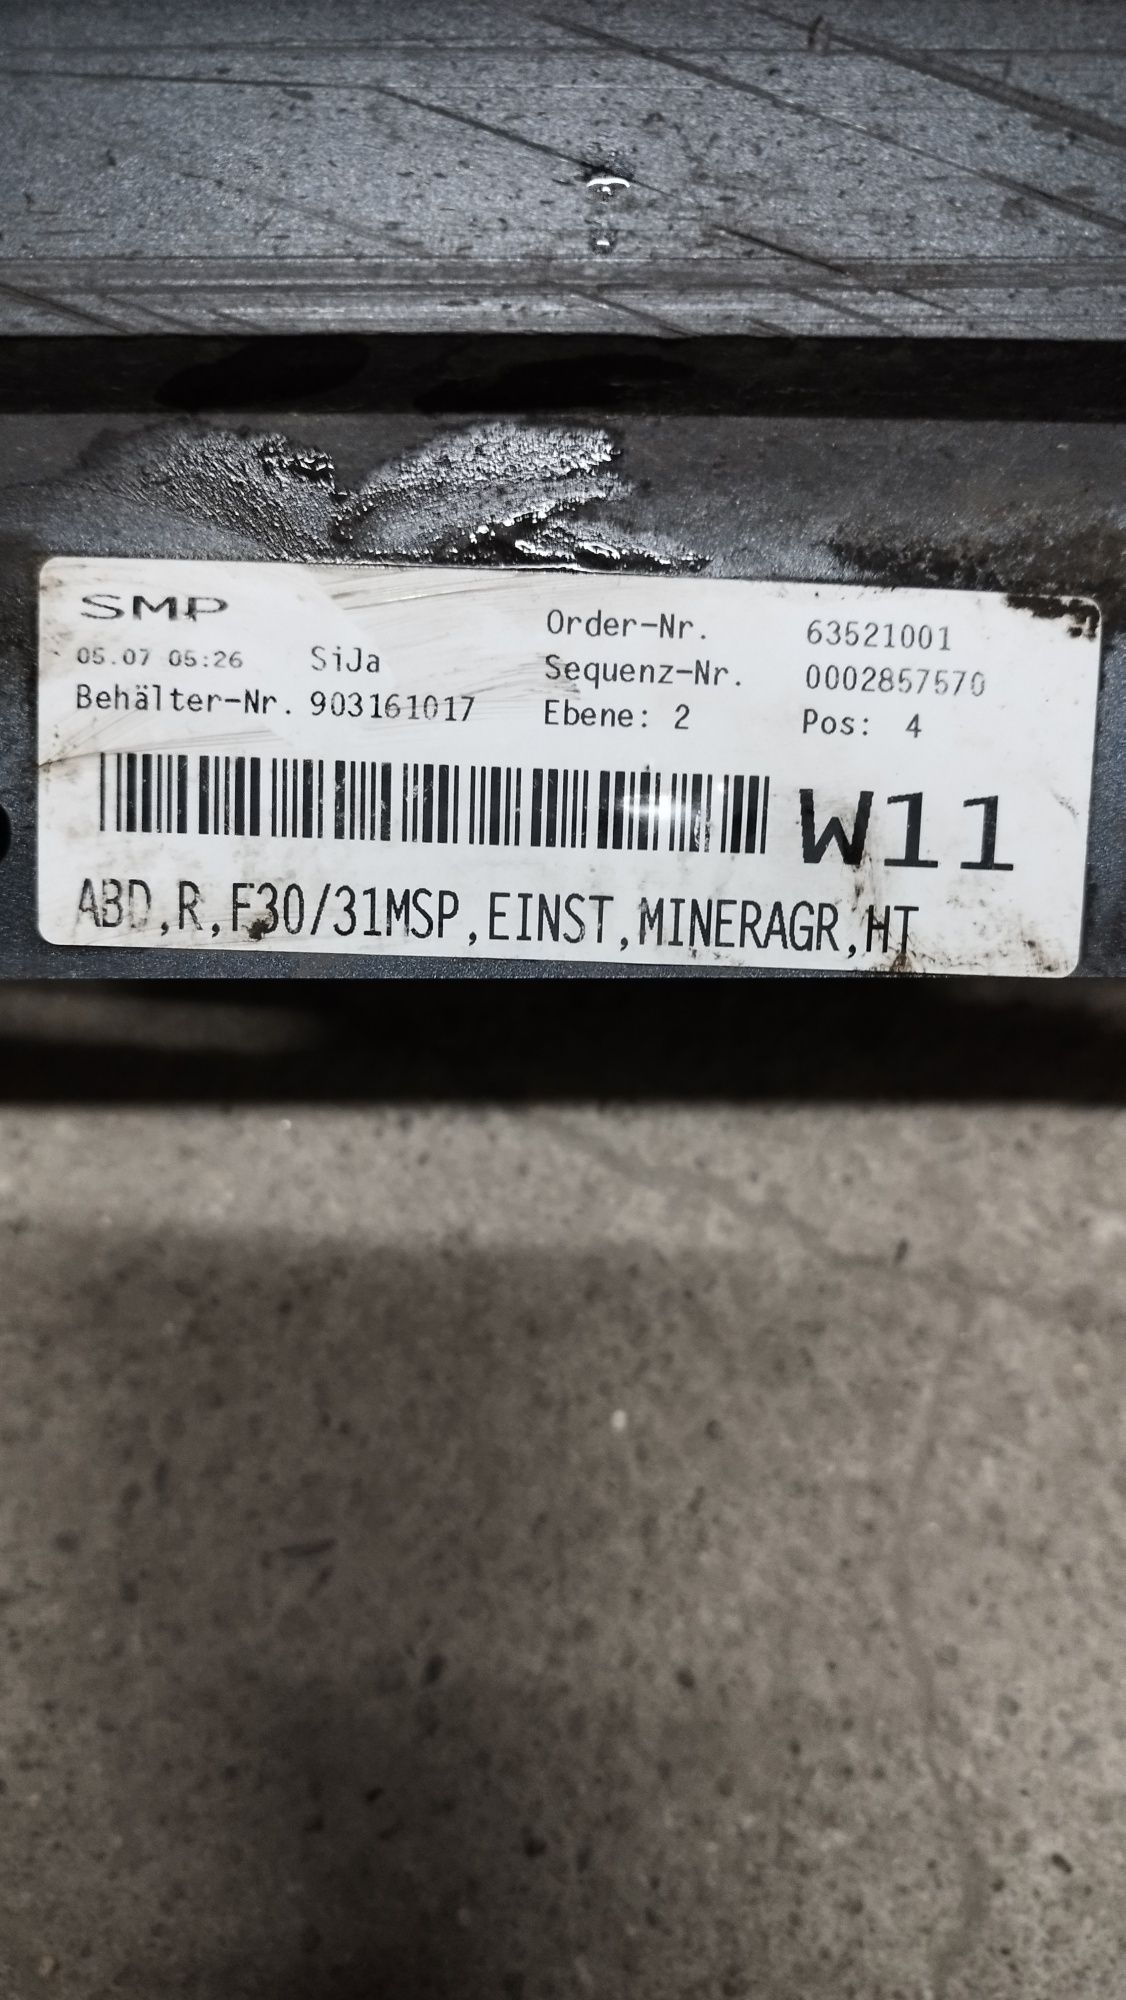 SMP
05.07 05:26 SiJa
Behälter-Nr. 903161017
Order-Nr. 63521001
Sequenz-Nr. 0002857570
Ebene: 2 Pos: 4
W11
ABD,R,F30/31MSP,EINST,MINERAGR,HT